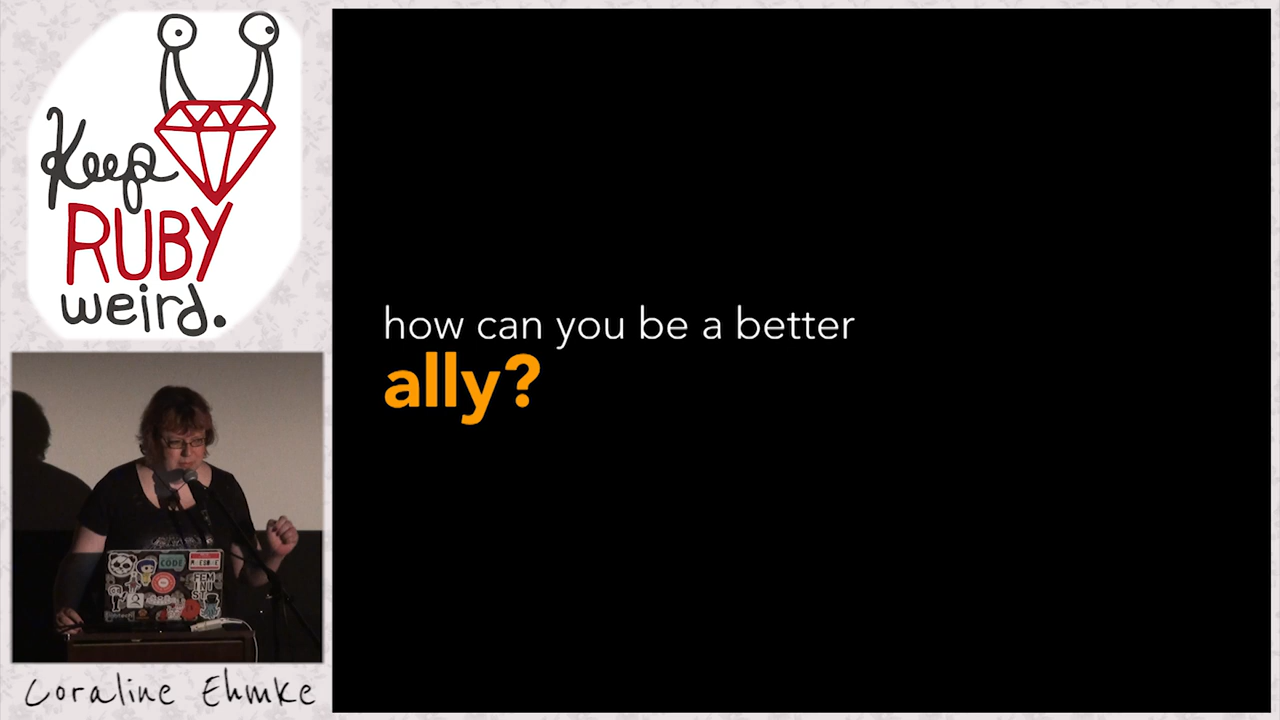 Keep
RUBY
weird.
how can you be a better
ally?
CODE
FEM
INI
ST
Coraline Ehmke